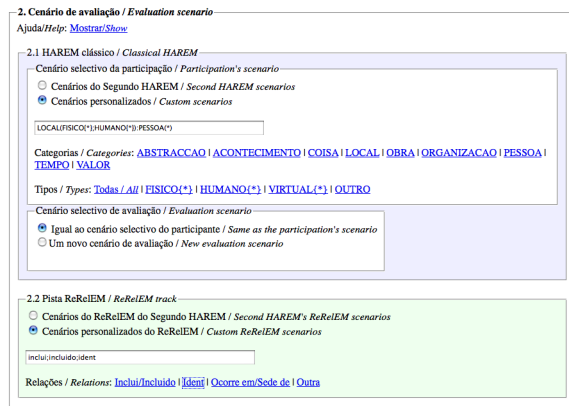 2. Cenário de avaliação / Evaluation scenario
Ajuda/Help: Mostrar/Show
2.1 HAREM clássico / Classical HAREM
Cenário selectivo da participação / Participation's scenario
Cenários do Segundo HAREM / Second HAREM scenarios
Cenários personalizados / Custom scenarios
LOCAL(FISICO{*};HUMANO{*}):PESSOA(*)
Categorias / Categories: ABSTRACCAO | ACONTECIMENTO | COISA | LOCAL | OBRA | ORGANIZACAO | PESSOA |
TEMPO | VALOR
Tipos / Types: Todas / All | FISICO{*} | HUMANO{*} | VIRTUAL{*} | OUTRO
Cenário selectivo de avaliação / Evaluation scenario
Igual ao cenário selectivo do participante / Same as the participation's scenario
Um novo cenário de avaliação / New evaluation scenario
2.2 Pista ReRelEM / ReRelEM track
Cenários do ReRelEM do Segundo HAREM / Second HAREM's ReRelEM scenarios
Cenários personalizados do ReRelEM / Custom ReRelEM scenarios
inclui;incluido;ident
Relações / Relations: Inclui/Incluido | Ident | Ocorre em/Sede de | Outra